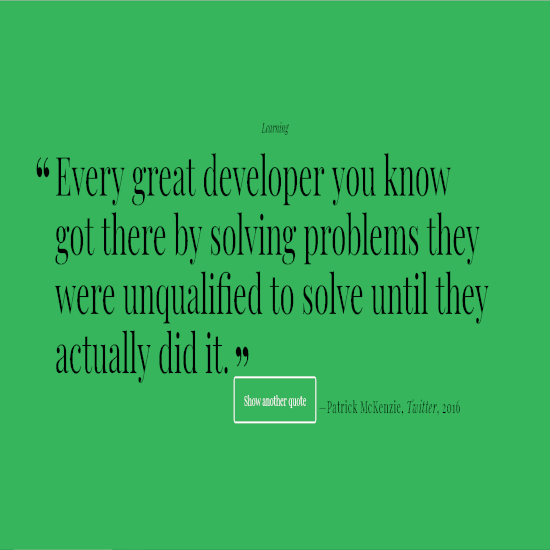 Learning
“Every great developer you know
got there by solving problems they
were unqualified to solve until they
actually did it.”
Show another quote
–Patrick McKenzie, Twitter, 2016